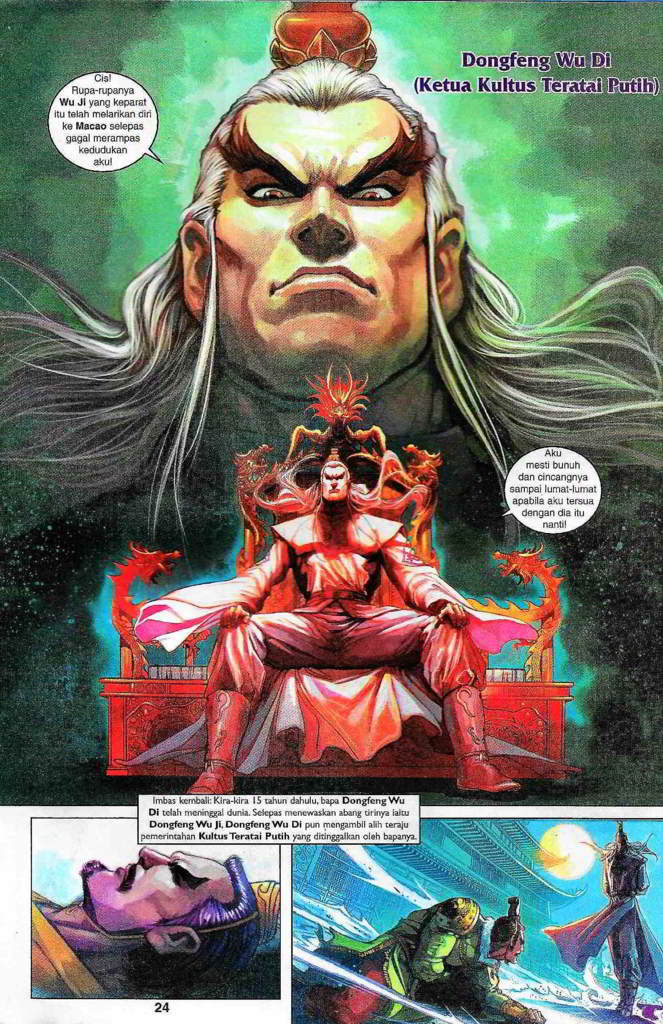 Dongfeng Wu Di
(Ketua Kultus Teratai Putih)
Cis!
Rupa-rupanya
Wu Ji yang keparat
itu telah melarikan diri
ke Macao selepas
gagal merampas
kedudukan
aku!
Aku
mesti bunuh
dan cincangnya
sampai lumat-lumat
apabila aku tersua
dengan dia itu
nanti!
Imbas kembali: Kira-kira 15 tahun dahulu, bapa Dongfeng Wu
Di telah meninggal dunia. Selepas menewaskan abang tirinya iaitu
Dongfeng Wu Ji, Dongfeng Wu Di pun mengambil alih teraju
pemerintahan Kultus Teratai Putih yang ditinggalkan oleh bapanya.
24